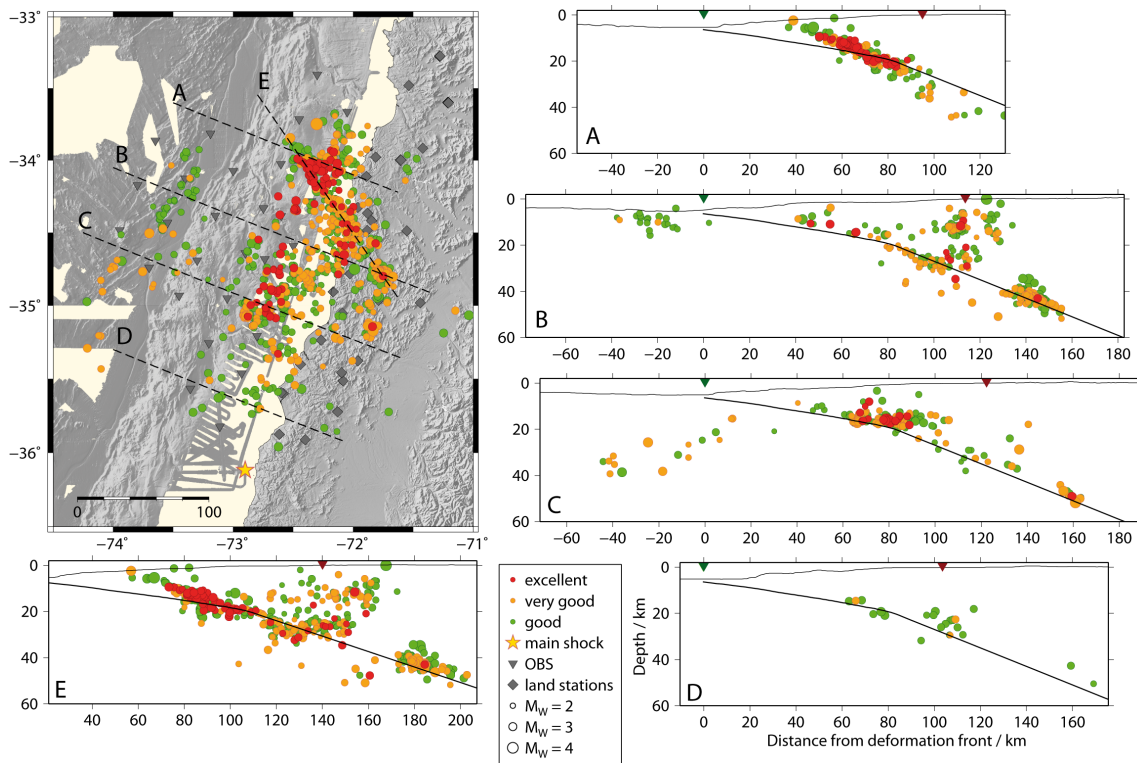 −33°
−34°
−35°
−36°
A
B
C
D
E
0 100
−74 −73 −72 −71
0
20
40
60
A
−40 −20 0 20 40 60 80 100 120
0
20
40
60
B
−60 −40 −20 0 20 40 60 80 100 120 140 160 180
0
20
40
60
C
−60 −40 −20 0 20 40 60 80 100 120 140 160 180
0
20
40
60
E
40 60 80 100 120 140 160 180 200
excellent
very good
good
main shock
OBS
land stations
MW = 2
MW = 3
MW = 4
Depth / km
0
20
40
60
D
−20 0 20 40 60 80 100 120 140 160
Distance from deformation front / km